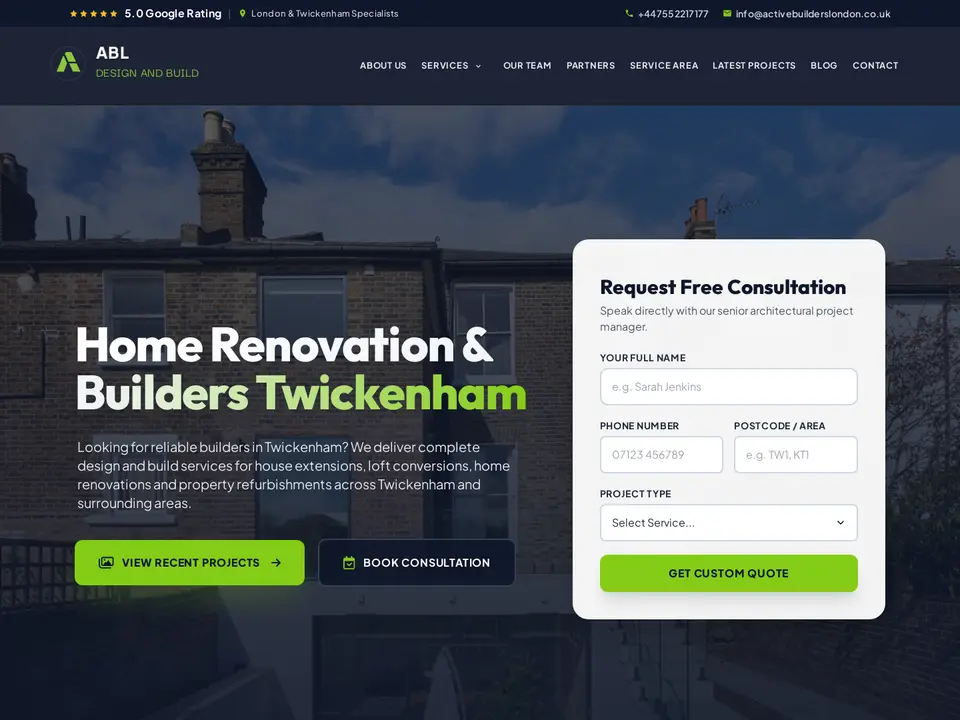 5.0 Google Rating | London & Twickenham Specialists
+447552217177 info@activebuilderslondon.co.uk
ABL
DESIGN AND BUILD
ABOUT US SERVICES OUR TEAM PARTNERS SERVICE AREA LATEST PROJECTS BLOG CONTACT
Home Renovation &
Builders Twickenham
Looking for reliable builders in Twickenham? We deliver complete
design and build services for house extensions, loft conversions, home
renovations and property refurbishments across Twickenham and
surrounding areas.
VIEW RECENT PROJECTS → BOOK CONSULTATION
Request Free Consultation
Speak directly with our senior architectural project
manager.
YOUR FULL NAME
e.g. Sarah Jenkins
PHONE NUMBER POSTCODE / AREA
07123 456789 e.g. TW1, KT1
PROJECT TYPE
Select Service...
GET CUSTOM QUOTE